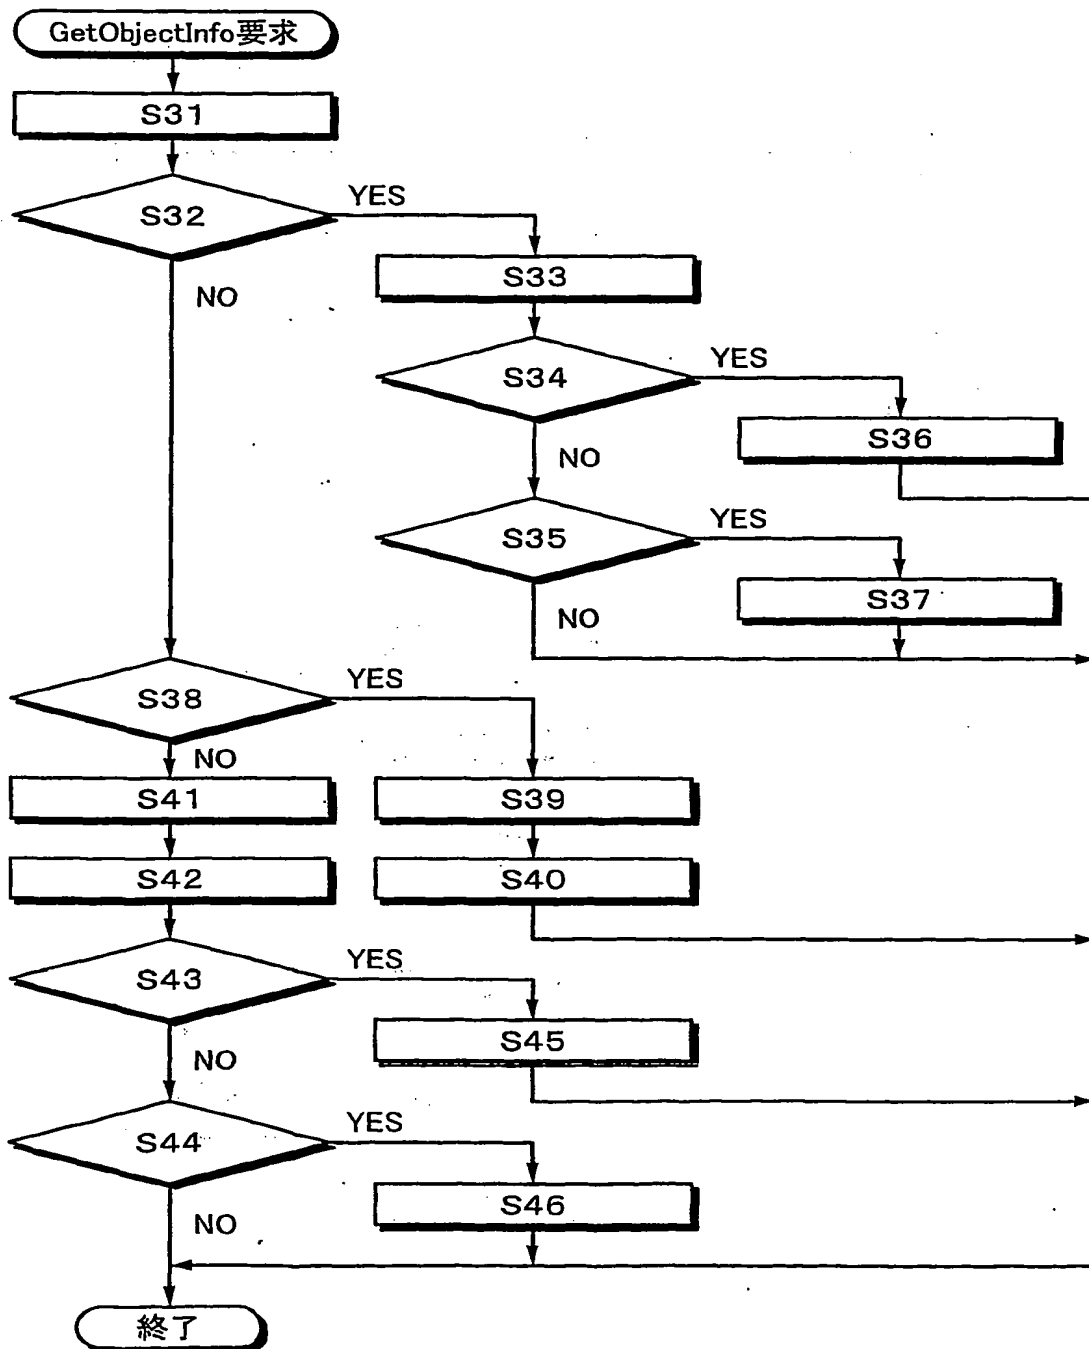 GetObjectInfo要求
S31
S32
YES
NO
S33
S34
YES
NO
S36
S35
YES
NO
S37
S38
YES
NO
S41
S39
S42
S40
S43
YES
NO
S45
S44
YES
NO
S46
終了